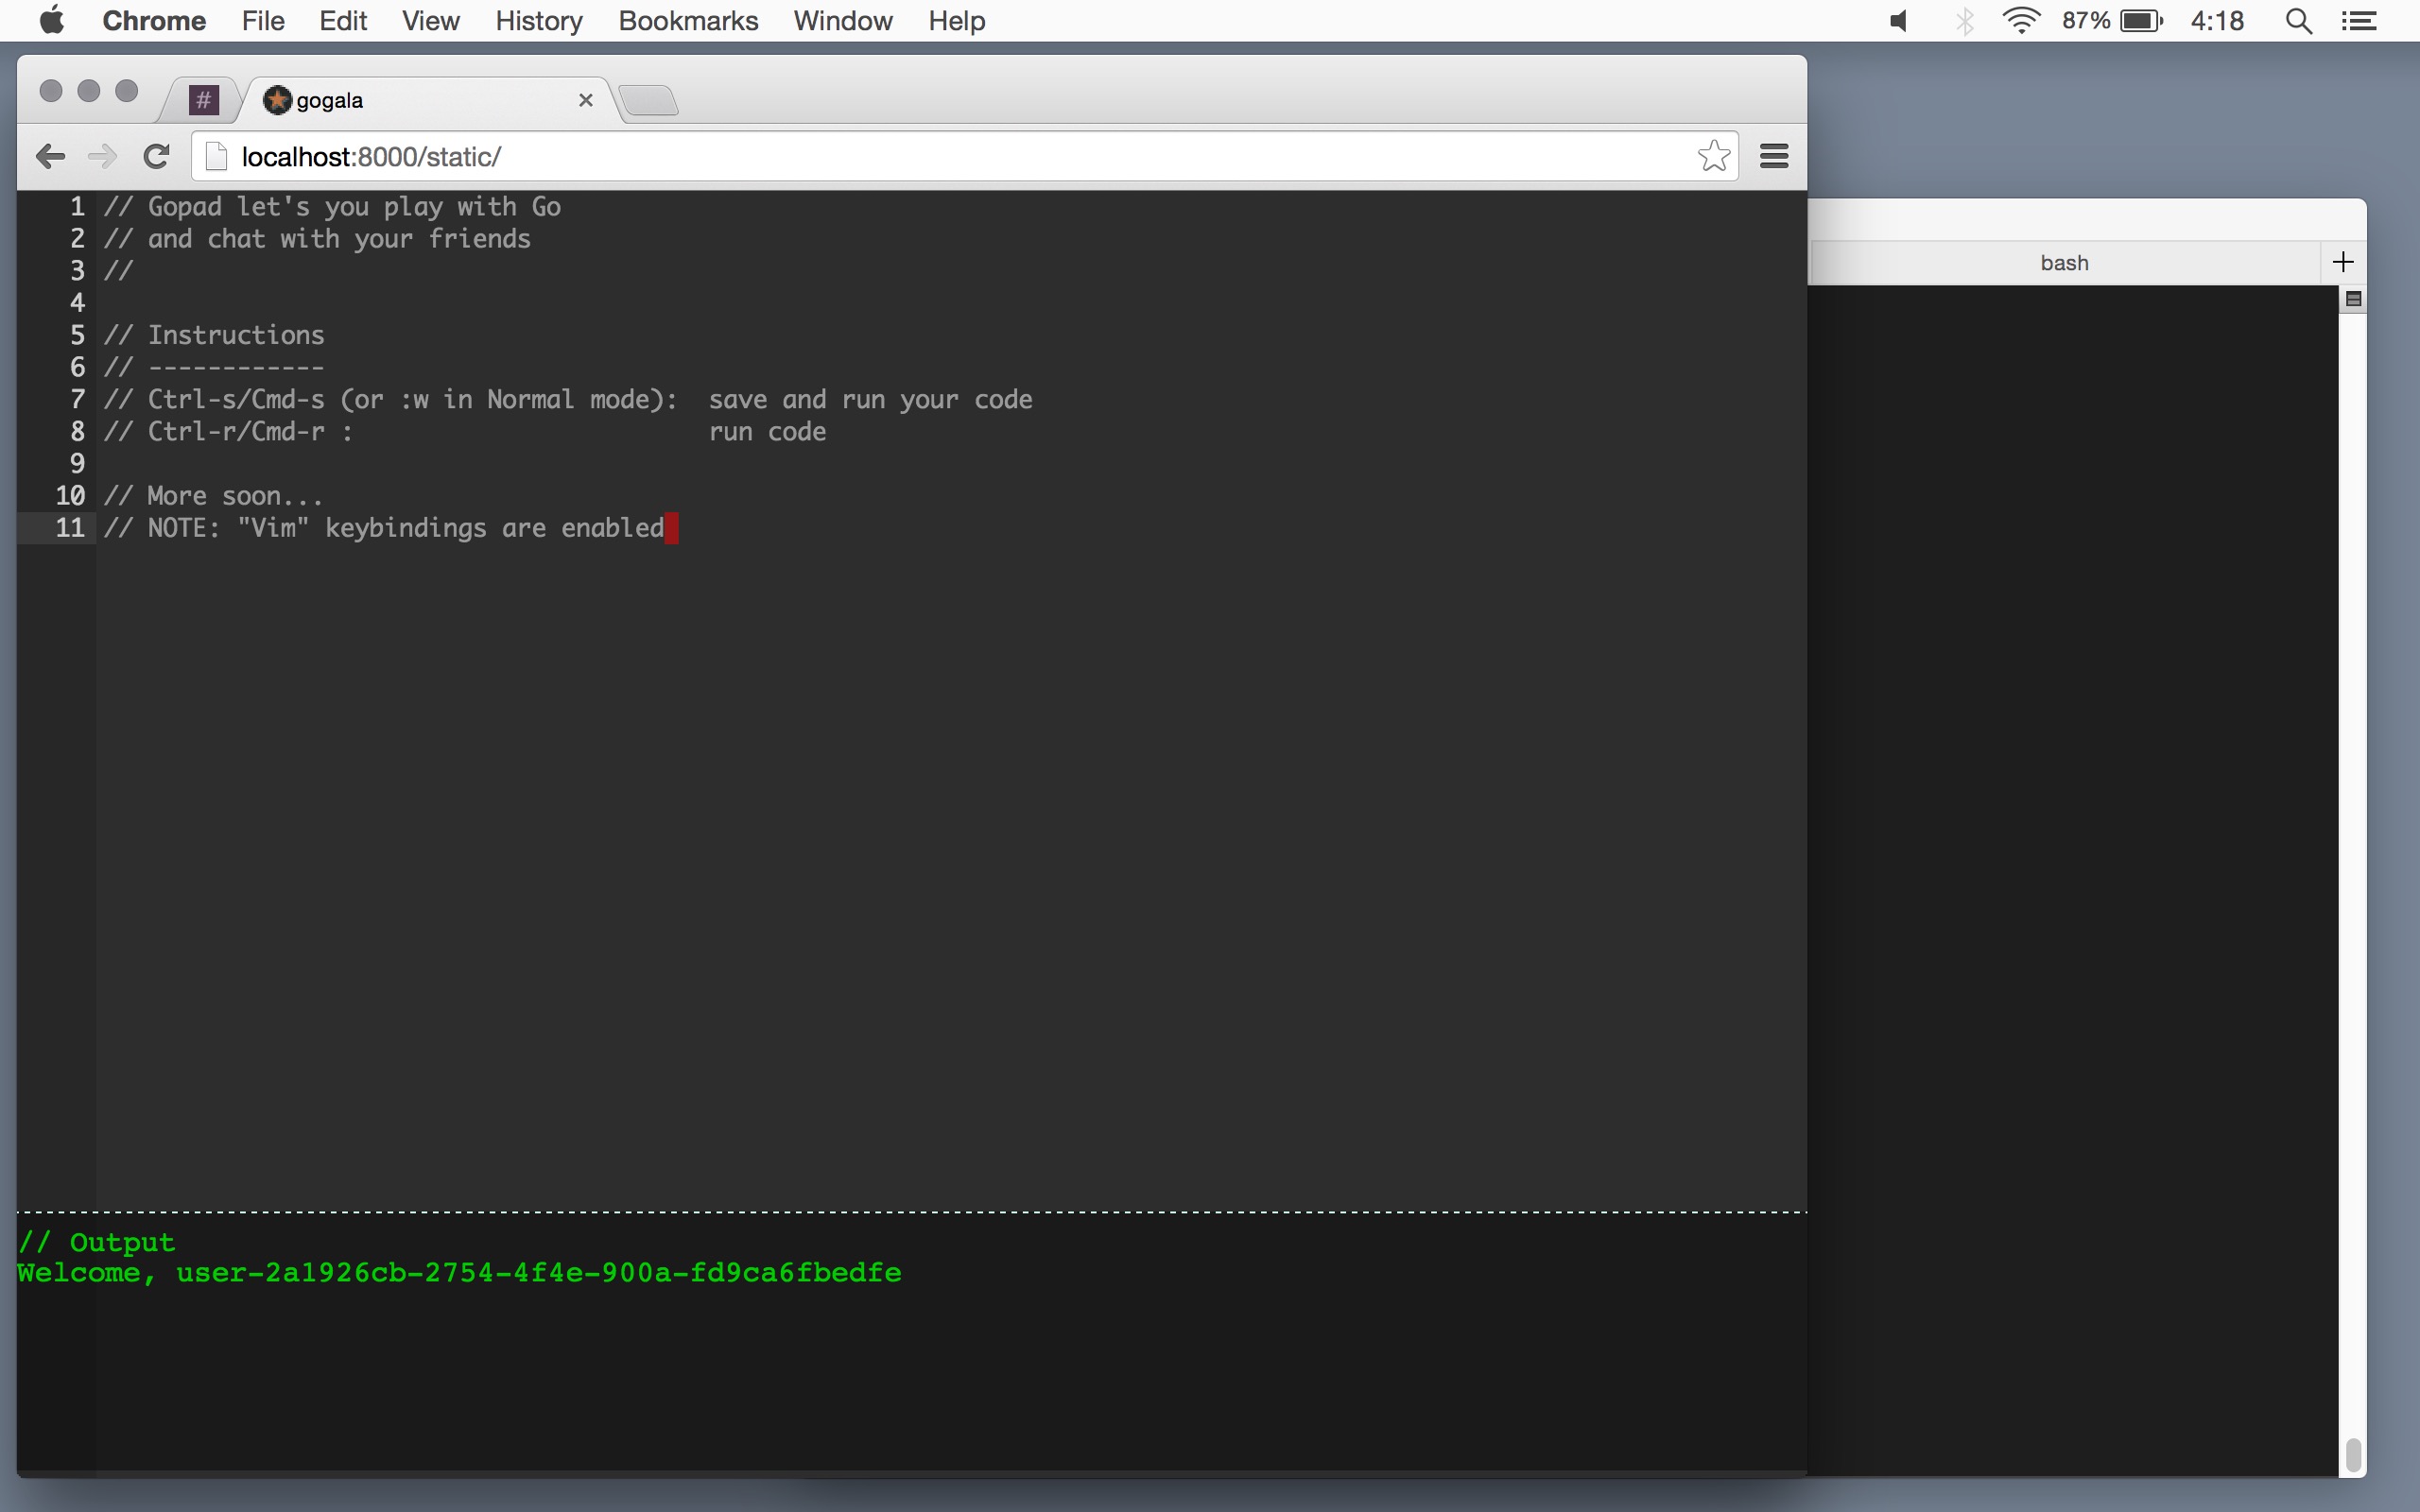 Chrome File Edit View History Bookmarks Window Help 87% 4:18
# gogala
localhost:8000/static/
bash
1 // Gopad let's you play with Go
2 // and chat with your friends
3 //
4
5 // Instructions
6 // ------------
7 // Ctrl-s/Cmd-s (or :w in Normal mode):  save and run your code
8 // Ctrl-r/Cmd-r :                        run code
9
10 // More soon...
11 // NOTE: "Vim" keybindings are enabled
// Output
Welcome, user-2a1926cb-2754-4f4e-900a-fd9ca6fbedfe